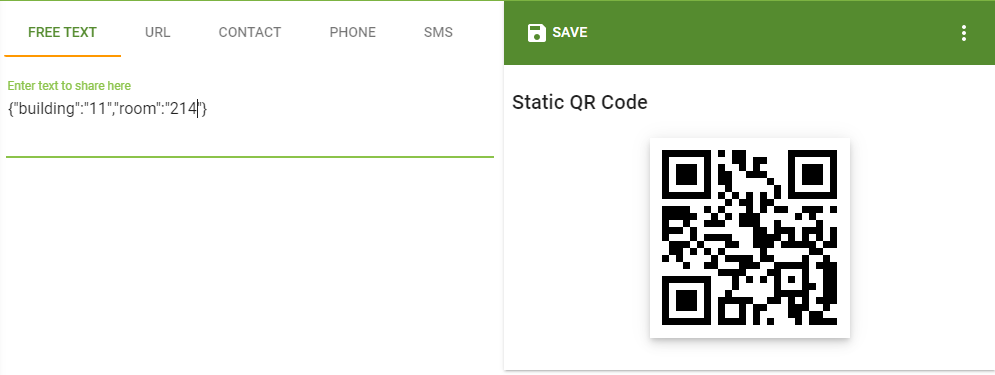 FREE TEXT URL CONTACT PHONE SMS
Enter text to share here
{"building":"11","room":"214"}
SAVE
Static QR Code